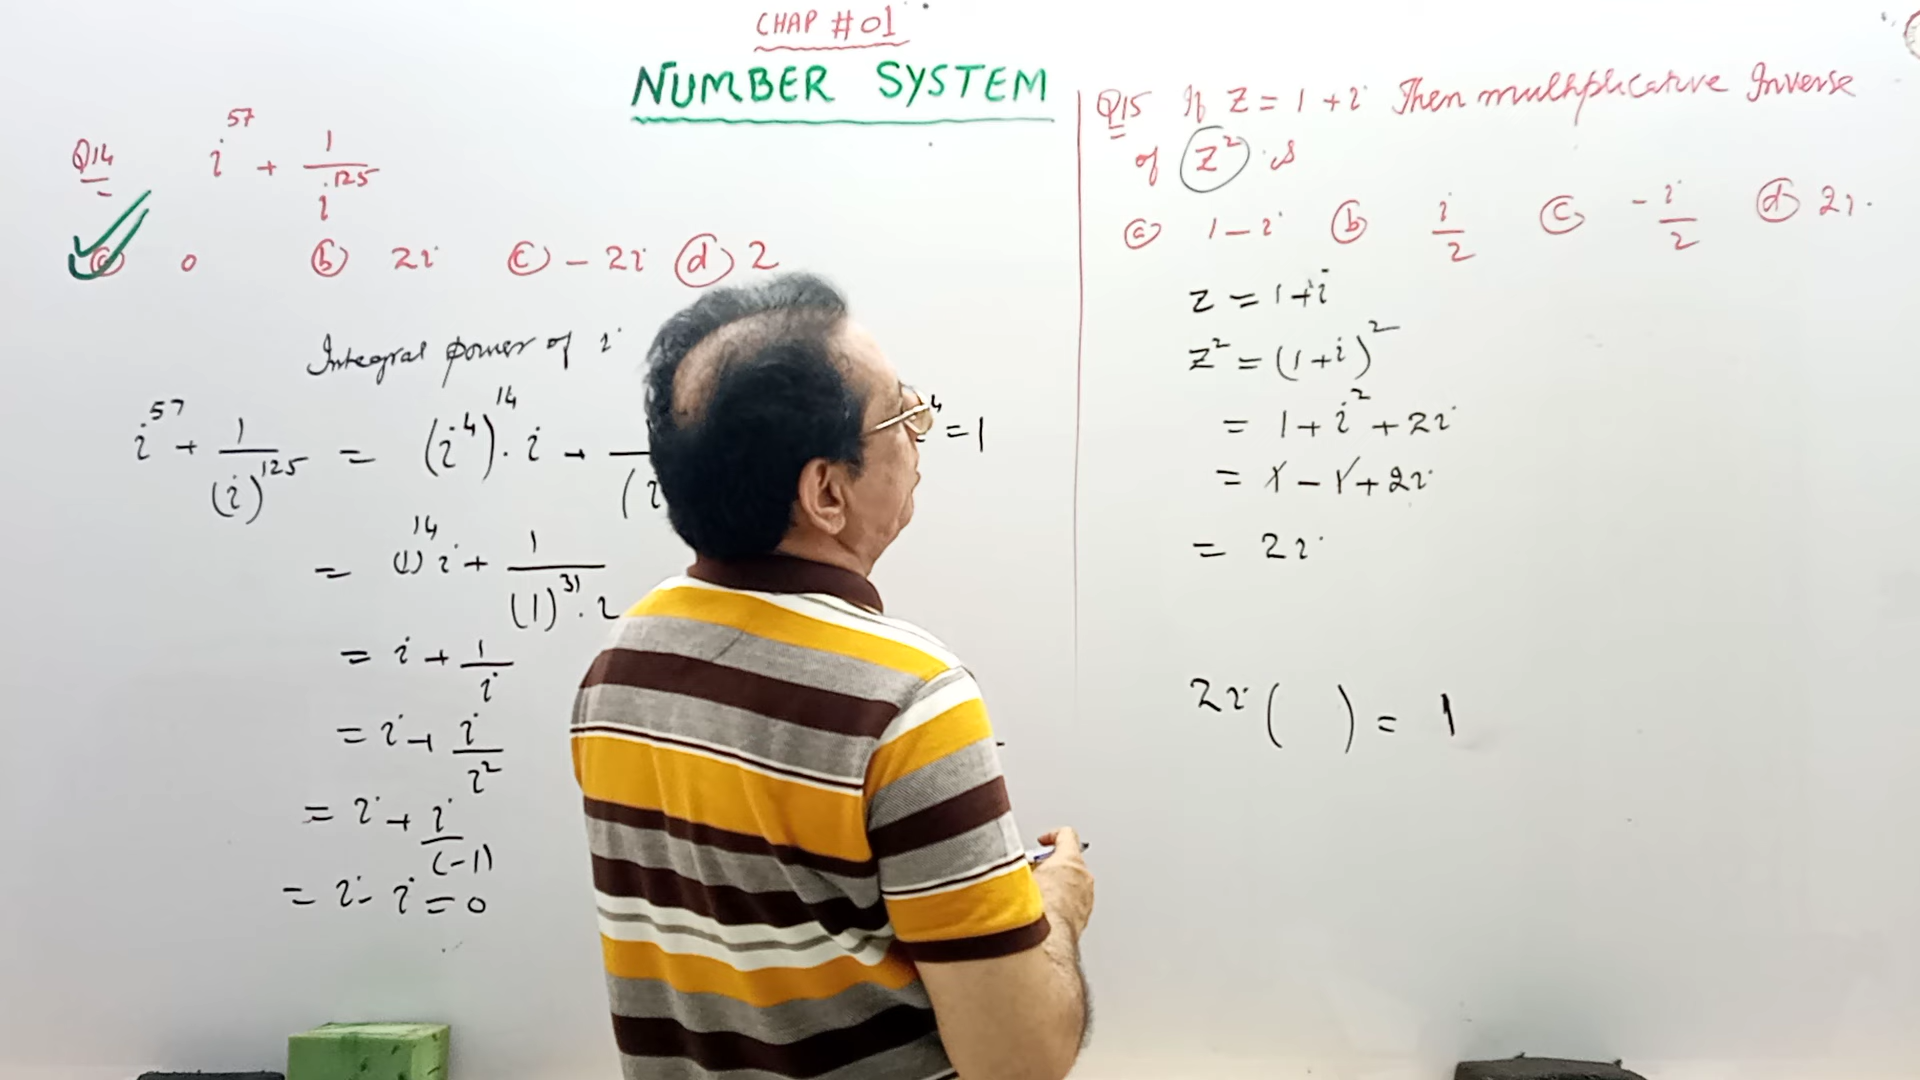 CHAP # 01
NUMBER SYSTEM
Q14 i^57 + 1/i^125
(a) 0 (b) 2i (c) - 2i (d) 2
Integral power of i
i^57 + 1/(i)^125 = (i^4)^14 . i +
= (1)^14 i + 1/(1)^31 . i
= i + 1/i
= i + i/i^2
= i + i/(-1)
= i - i = 0
4 = 1
Q15 If Z = 1 + i Then multiplicative Inverse
of Z^2 is
(a) 1 - i (b) i/2 (c) - i/2 (d) 2i.
Z = 1 + i
Z^2 = (1 + i)^2
= 1 + i^2 + 2i
= 1 - 1 + 2i
= 2i
2i ( ) = 1